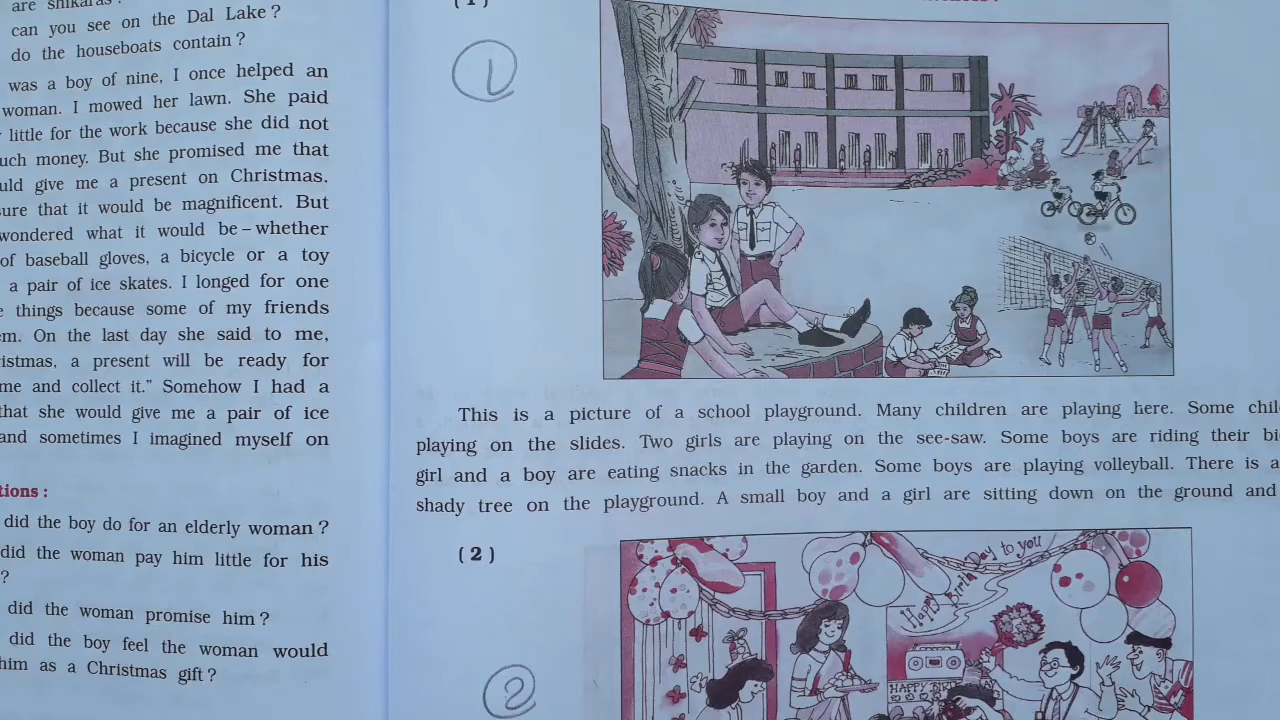 are shikaras?
can you see on the Dal Lake ?
do the houseboats contain ?
was a boy of nine, I once helped an
woman. I mowed her lawn. She paid
little for the work because she did not
uch money. But she promised me that
uld give me a present on Christmas.
sure that it would be magnificent. But
wondered what it would be – whether
of baseball gloves, a bicycle or a toy
a pair of ice skates. I longed for one
things because some of my friends
em. On the last day she said to me,
istmas, a present will be ready for
me and collect it." Somehow I had a
that she would give me a pair of ice
and sometimes I imagined myself on
tions :
did the boy do for an elderly woman ?
did the woman pay him little for his
?
did the woman promise him ?
did the boy feel the woman would
him as a Christmas gift ?
(1)
1
This is a picture of a school playground. Many children are playing here. Some chil
playing on the slides. Two girls are playing on the see-saw. Some boys are riding their bi
girl and a boy are eating snacks in the garden. Some boys are playing volleyball. There is a
shady tree on the playground. A small boy and a girl are sitting down on the ground and
(2)
2
Happy Birth Day to you
HAPPY